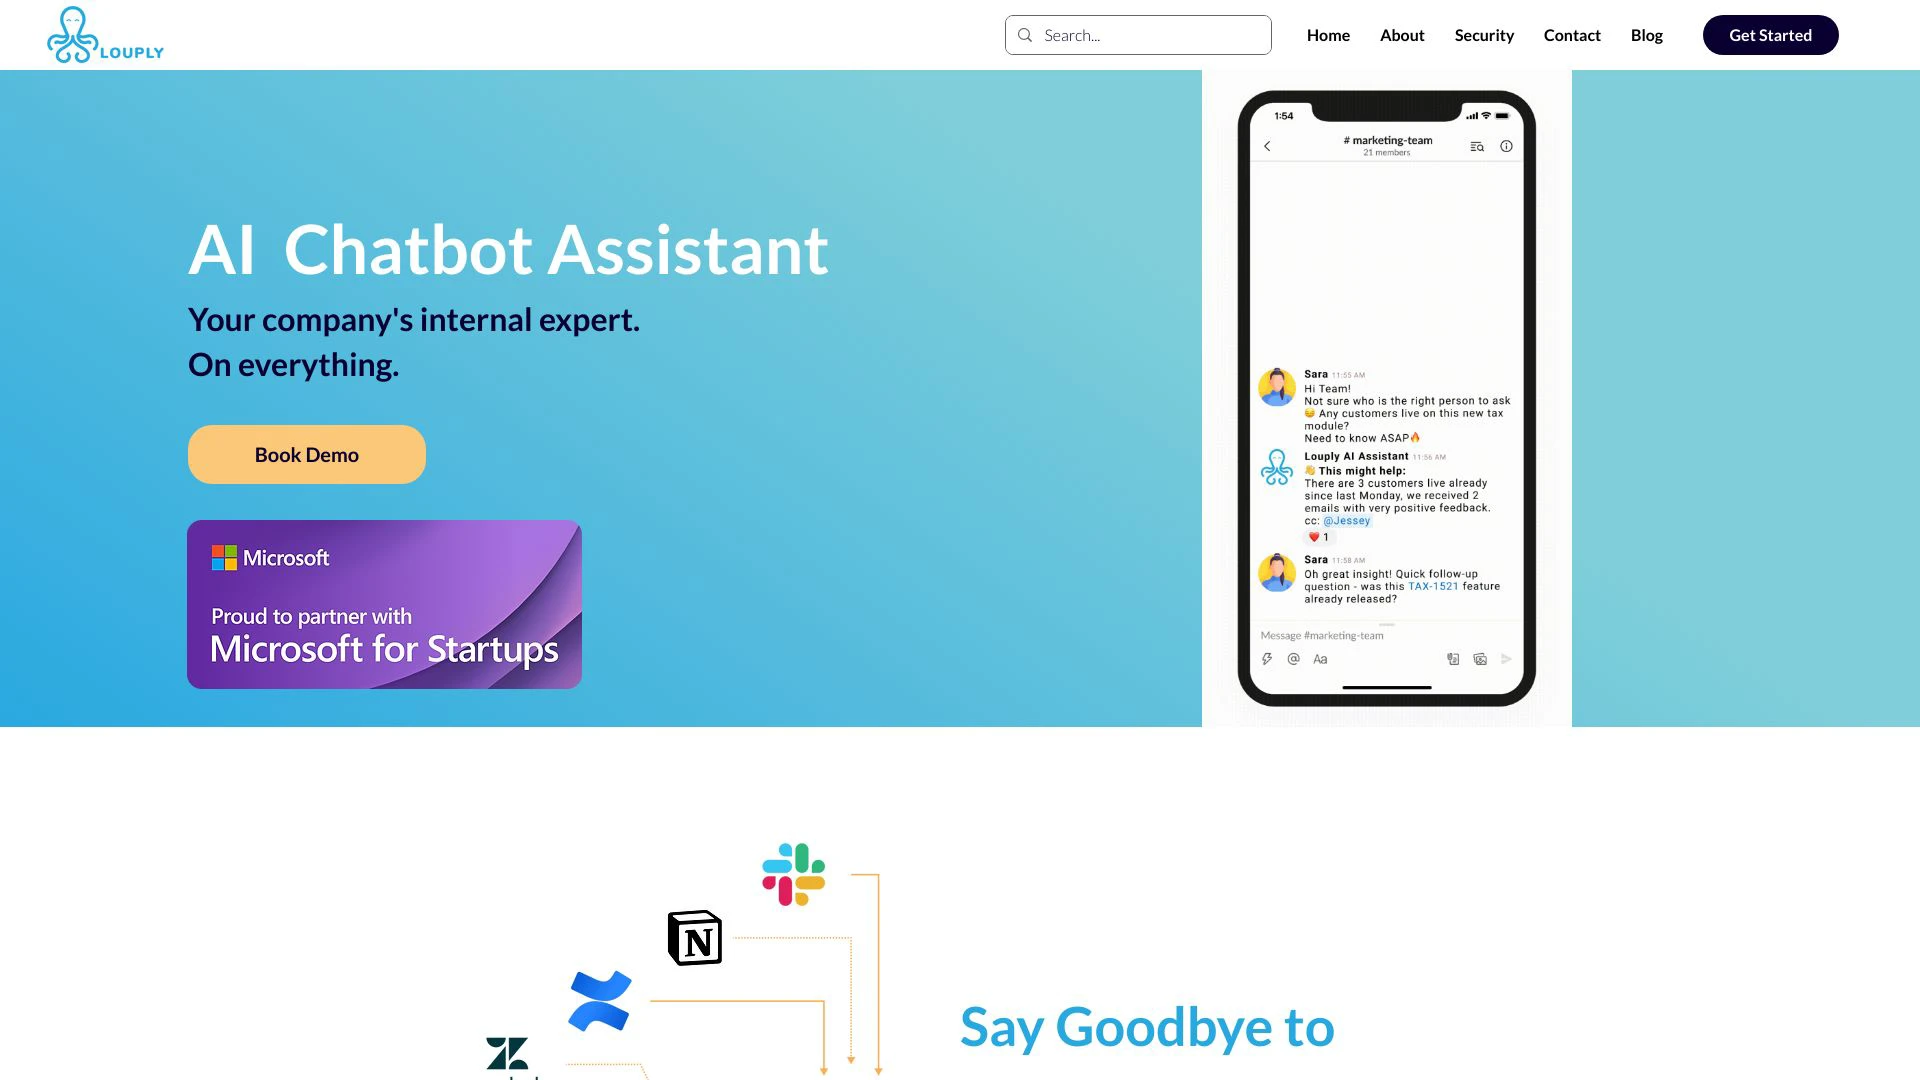 LOUPLY
Search...
Home
About
Security
Contact
Blog
Get Started
AI Chatbot Assistant
Your company's internal expert.
On everything.
Book Demo
Microsoft
Proud to partner with
Microsoft for Startups
1:54
# marketing-team
21 members
Sara 11:55 AM
Hi Team!
Not sure who is the right person to ask
😏 Any customers live on this new tax
module?
Need to know ASAP🔥
Louply AI Assistant 11:56 AM
👋 This might help:
There are 3 customers live already
since last Monday, we received 2
emails with very positive feedback.
cc: @Jessey
❤️ 1
Sara 11:58 AM
Oh great insight! Quick follow-up
question - was this TAX-1521 feature
already released?
Message #marketing-team
@ Aa
N
Say Goodbye to